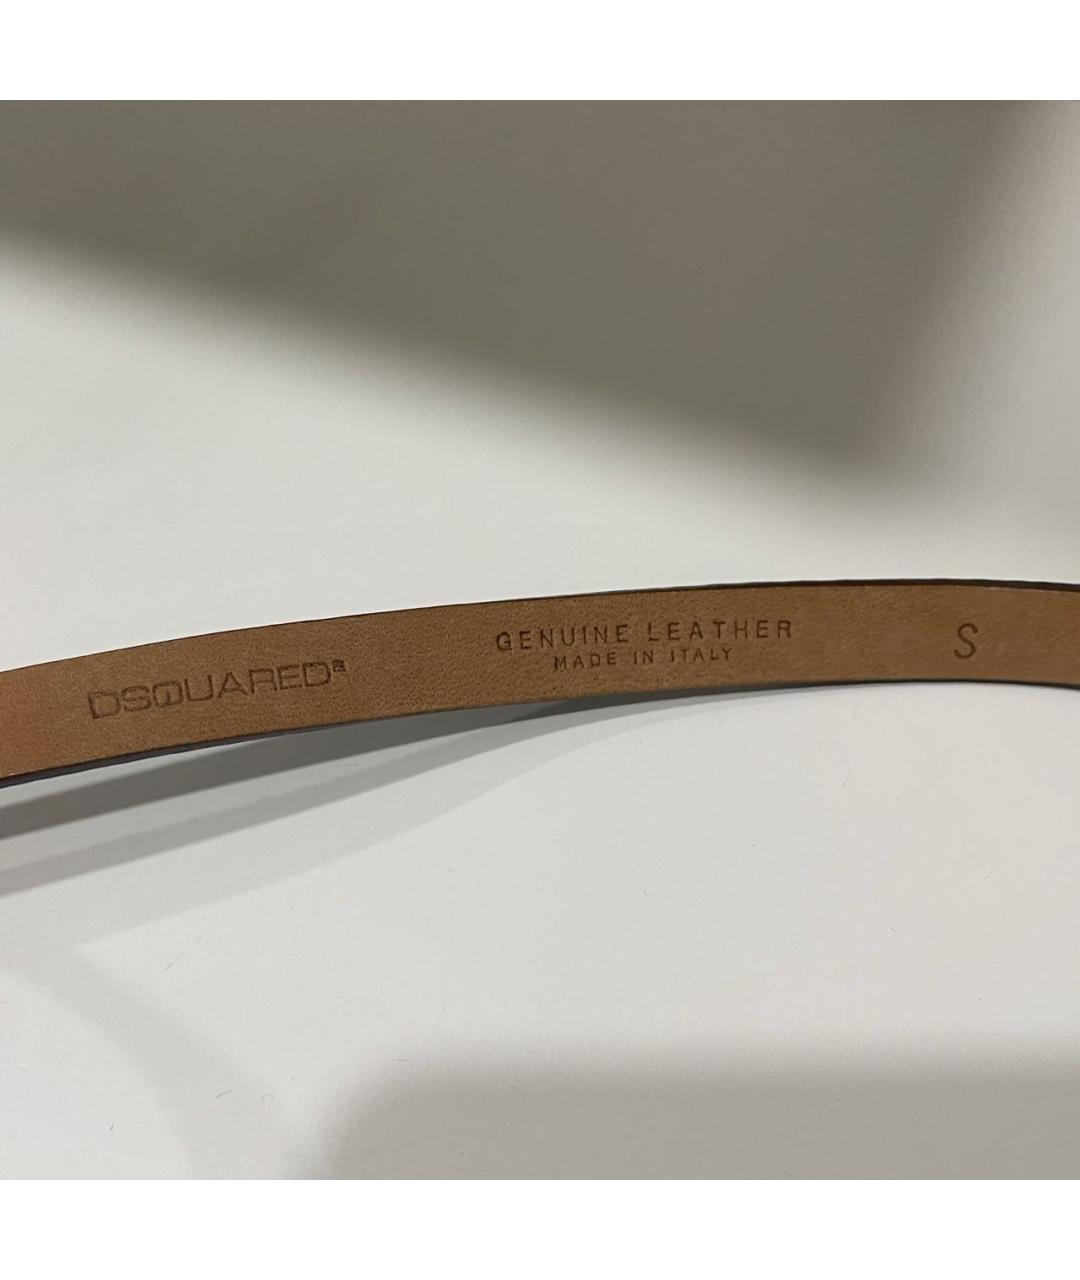 DSQUARED2
GENUINE LEATHER
MADE IN ITALY
S